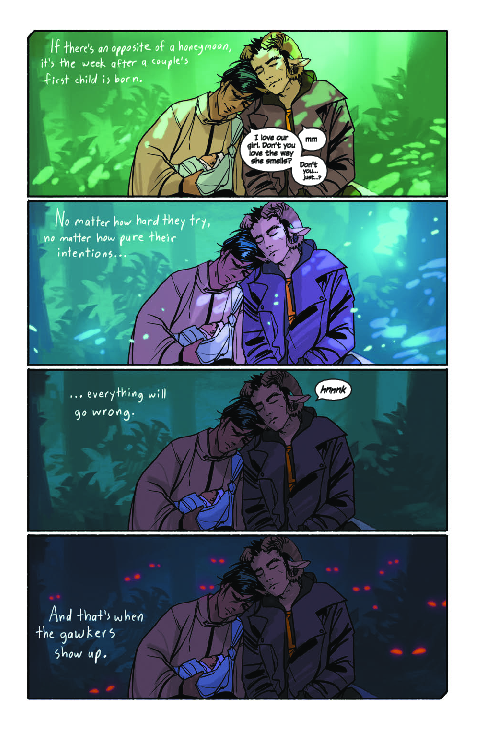 If there's an opposite of a honeymoon,
it's the week after a couple's
first child is born.
I love our
girl. Don't you
love the way
she smells?
mm
Don't
you...
just...?
No matter how hard they try,
no matter how pure their
intentions...
...everything will
go wrong.
hnnnk
And that's when
the gawkers
show up.